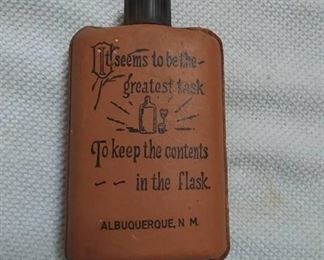 It seems to be the
greatest task
To keep the contents
-- in the flask.
ALBUQUERQUE, N.M.